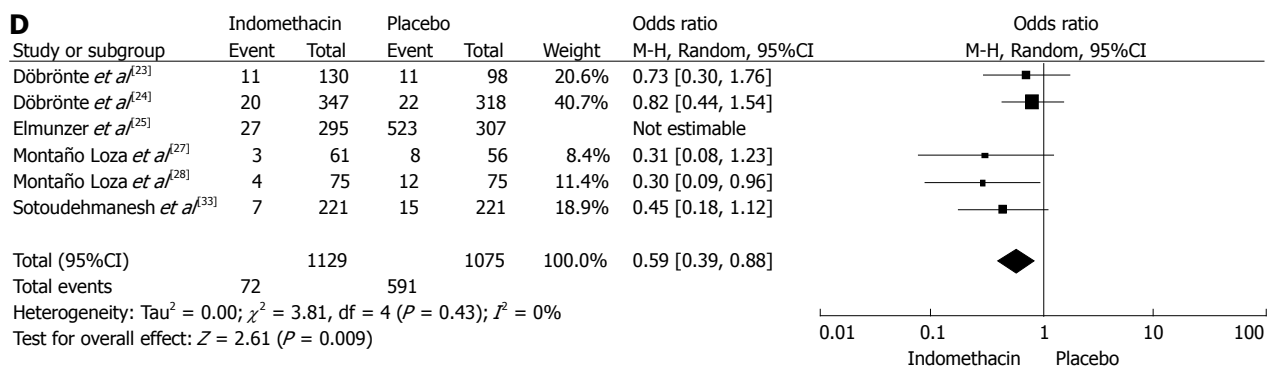 D
Indomethacin Placebo Odds ratio Odds ratio
Study or subgroup Event Total Event Total Weight M-H, Random, 95%CI M-H, Random, 95%CI
Döbrönte et al[23] 11 130 11 98 20.6% 0.73 [0.30, 1.76]
Döbrönte et al[24] 20 347 22 318 40.7% 0.82 [0.44, 1.54]
Elmunzer et al[25] 27 295 523 307 Not estimable
Montaño Loza et al[27] 3 61 8 56 8.4% 0.31 [0.08, 1.23]
Montaño Loza et al[28] 4 75 12 75 11.4% 0.30 [0.09, 0.96]
Sotoudehmanesh et al[33] 7 221 15 221 18.9% 0.45 [0.18, 1.12]
Total (95%CI) 1129 1075 100.0% 0.59 [0.39, 0.88]
Total events 72 591
Heterogeneity: Tau² = 0.00; χ² = 3.81, df = 4 (P = 0.43); I² = 0%
Test for overall effect: Z = 2.61 (P = 0.009)
0.01 0.1 1 10 100
Indomethacin Placebo